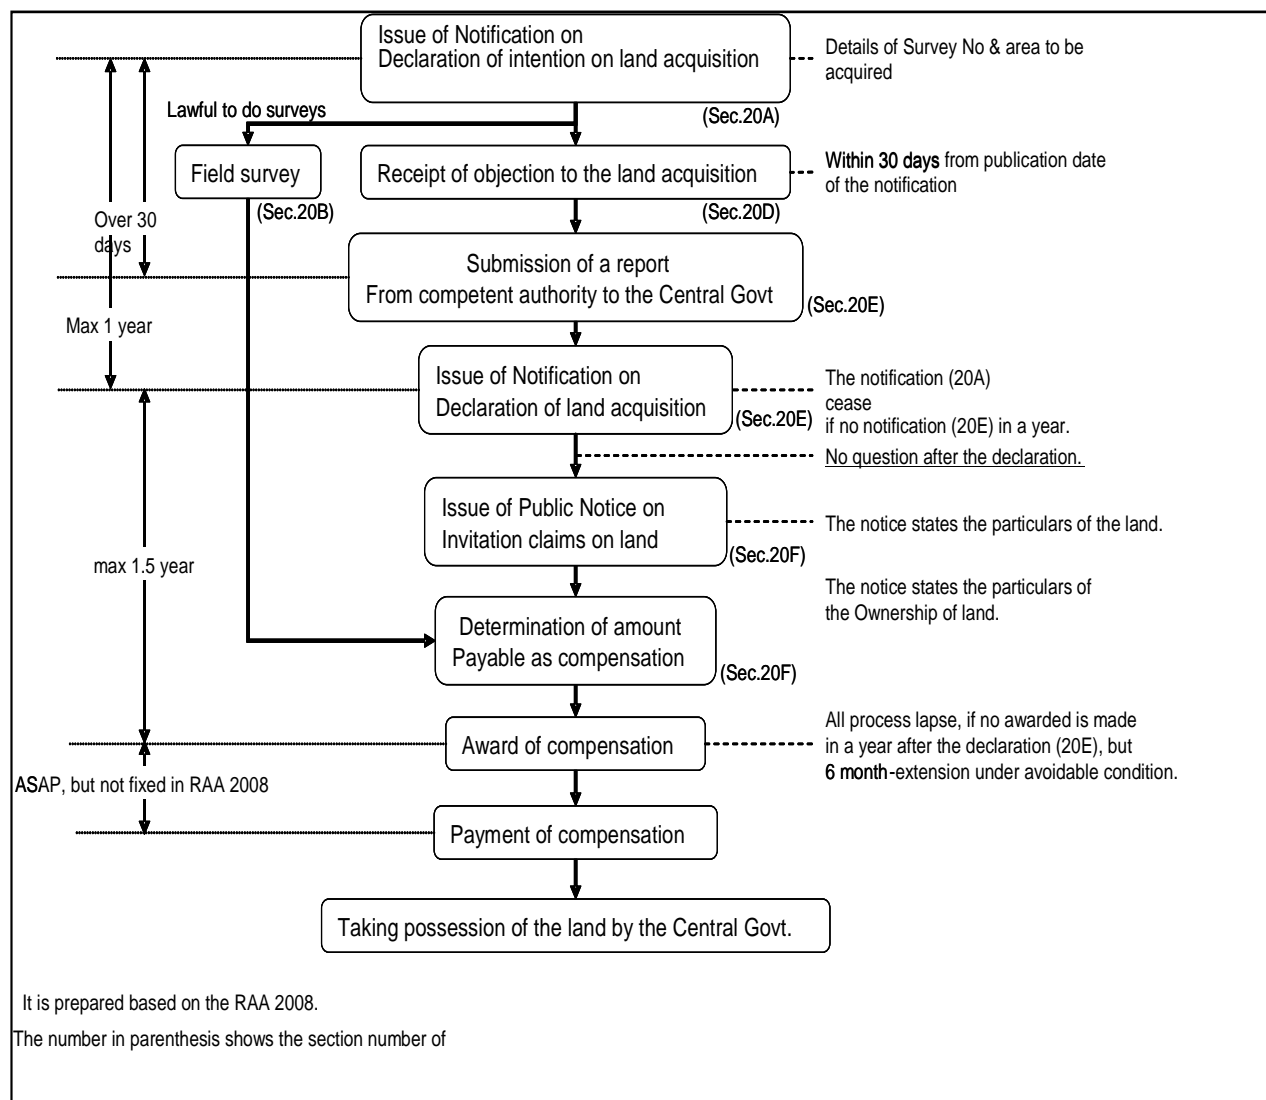 Issue of Notification on
Declaration of intention on land acquisition
Details of Survey No & area to be
acquired
(Sec.20A)
Lawful to do surveys
Field survey
(Sec.20B)
Receipt of objection to the land acquisition
(Sec.20D)
Within 30 days from publication date
of the notification
Over 30
days
Submission of a report
From competent authority to the Central Govt
(Sec.20E)
Max 1 year
Issue of Notification on
Declaration of land acquisition
(Sec.20E)
The notification (20A)
cease
if no notification (20E) in a year.
No question after the declaration.
Issue of Public Notice on
Invitation claims on land
(Sec.20F)
The notice states the particulars of the land.
max 1.5 year
The notice states the particulars of
the Ownership of land.
Determination of amount
Payable as compensation
(Sec.20F)
Award of compensation
All process lapse, if no awarded is made
in a year after the declaration (20E), but
6 month-extension under avoidable condition.
ASAP, but not fixed in RAA 2008
Payment of compensation
Taking possession of the land by the Central Govt.
It is prepared based on the RAA 2008.
The number in parenthesis shows the section number of